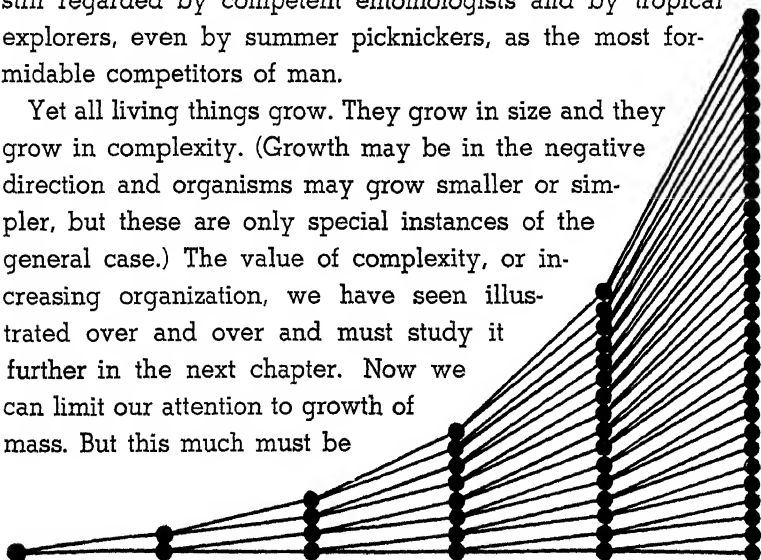 still regarded by competent entomologists and by tropical
explorers, even by summer picknickers, as the most for-
midable competitors of man.
Yet all living things grow. They grow in size and they
grow in complexity. (Growth may be in the negative
direction and organisms may grow smaller or sim-
pler, but these are only special instances of the
general case.) The value of complexity, or in-
creasing organization, we have seen illus-
trated over and over and must study it
further in the next chapter. Now we
can limit our attention to growth of
mass. But this much must be